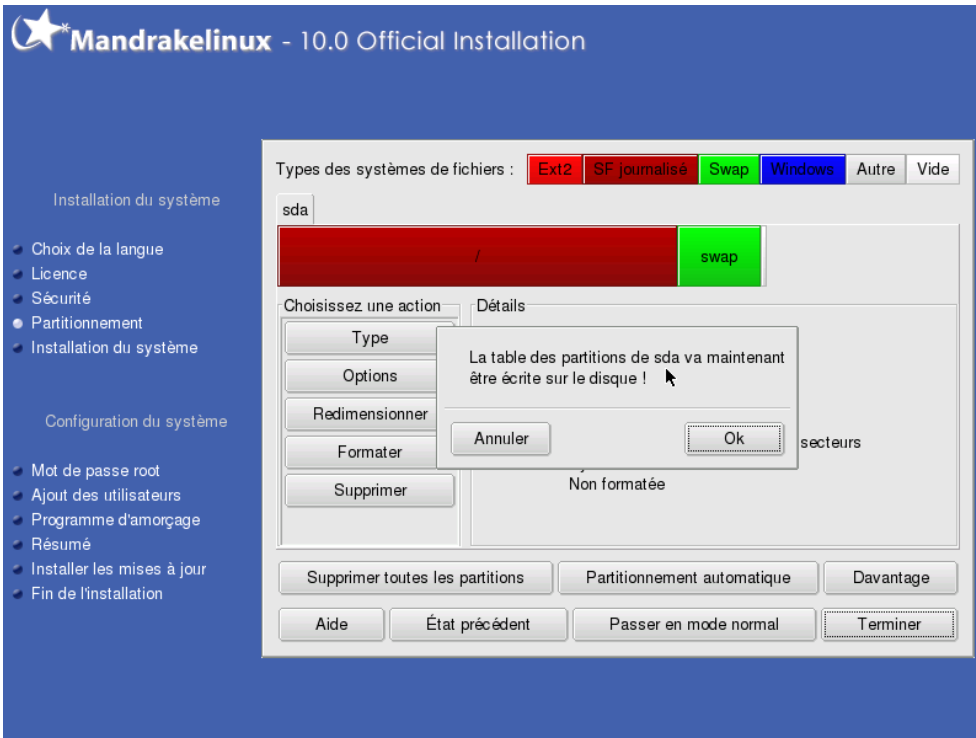 Mandrakelinux - 10.0 Official Installation
Installation du système
Choix de la langue
Licence
Sécurité
Partitionnement
Installation du système
Configuration du système
Mot de passe root
Ajout des utilisateurs
Programme d'amorçage
Résumé
Installer les mises à jour
Fin de l'installation
Types des systèmes de fichiers : Ext2 SF journalisé Swap Windows Autre Vide
sda
/ swap
Choisissez une action
Type
Options
Redimensionner
Formater
Supprimer
Détails
La table des partitions de sda va maintenant
être écrite sur le disque !
Annuler Ok
secteurs
Non formatée
Supprimer toutes les partitions Partitionnement automatique Davantage
Aide État précédent Passer en mode normal Terminer